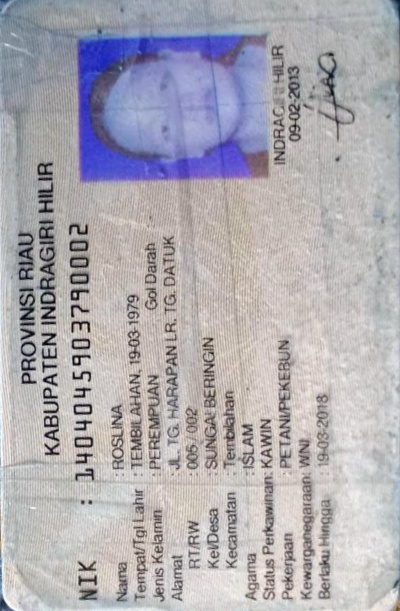 PROVINSI RIAU
KABUPATEN INDRAGIRI HILIR
NIK : 1404045903790002
Nama : ROSLINA
Tempat/Tgl Lahir : TEMBILAHAN, 19-03-1979
Jenis Kelamin : PEREMPUAN Gol Darah
Alamat : JL. TG. HARAPAN LR. TG. DATUK
RT/RW : 005 / 002
Kel/Desa : SUNGAI BERINGIN
Kecamatan : Tembilahan
Agama : ISLAM
Status Perkawinan: KAWIN
Pekerjaan : PETANI/PEKEBUN
Kewarganegaraan: WNI
Berlaku Hingga : 19-03-2018
INDRAGIRI HILIR
09-02-2013